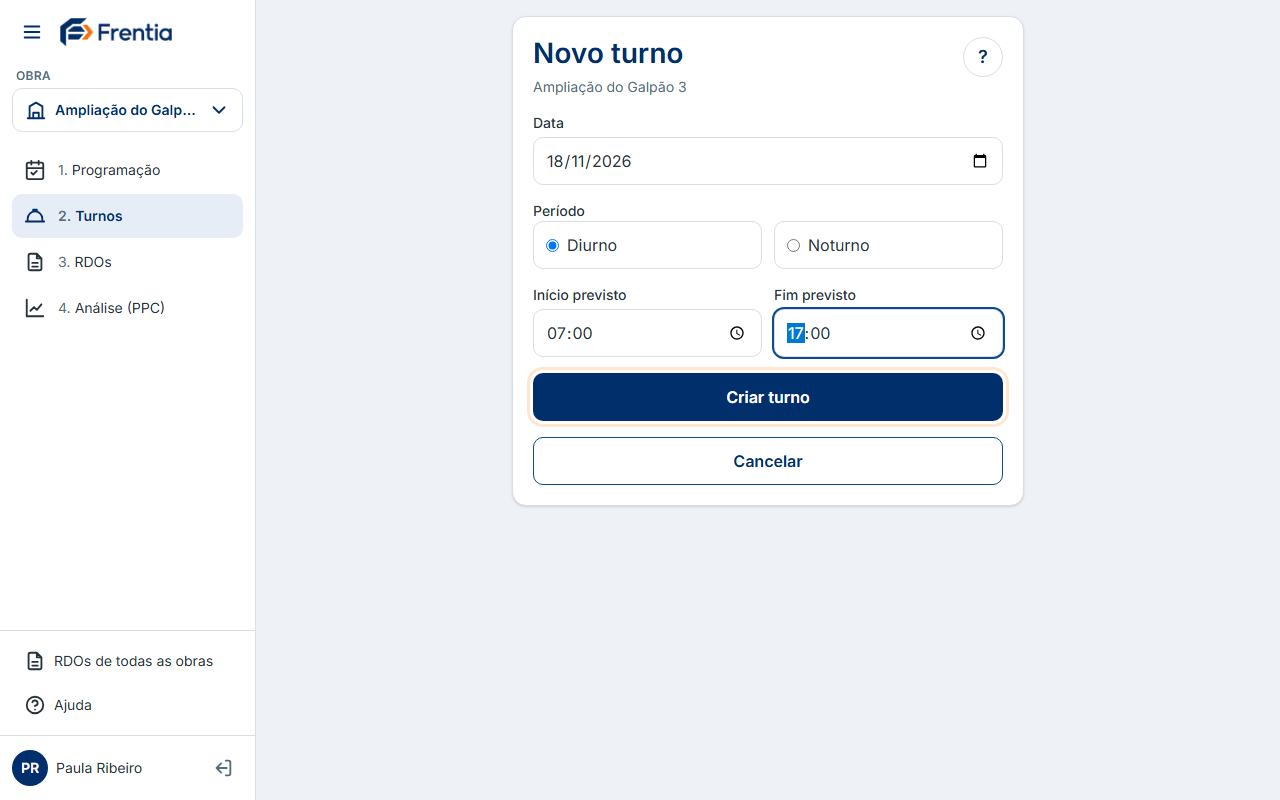 Frentia
OBRA
Ampliação do Galp...
1. Programação
2. Turnos
3. RDOs
4. Análise (PPC)
RDOs de todas as obras
Ajuda
PR
Paula Ribeiro
Novo turno
?
Ampliação do Galpão 3
Data
18/11/2026
Período
Diurno
Noturno
Início previsto
Fim previsto
07:00
17:00
Criar turno
Cancelar